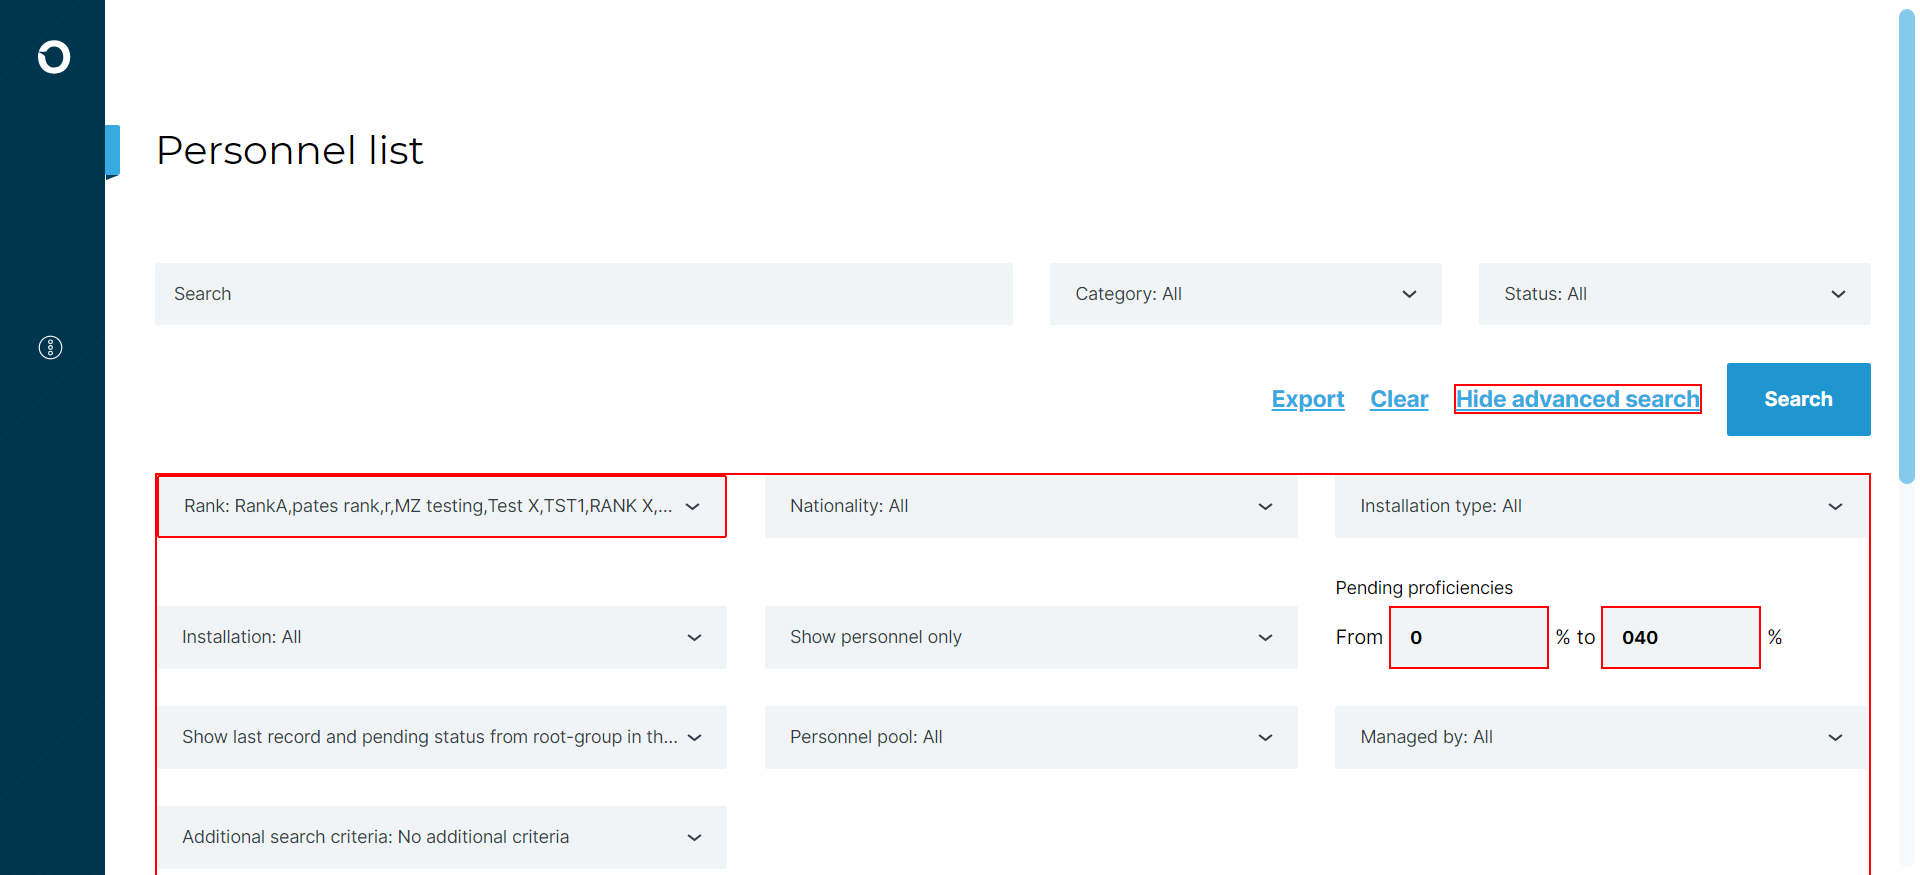 Personnel list
Search
Category: All
Status: All
Export
Clear
Hide advanced search
Search
Rank: RankA,pates rank,r,MZ testing,Test X,TST1,RANK X,...
Nationality: All
Installation type: All
Pending proficiencies
Installation: All
Show personnel only
From 0 % to 040 %
Show last record and pending status from root-group in th...
Personnel pool: All
Managed by: All
Additional search criteria: No additional criteria